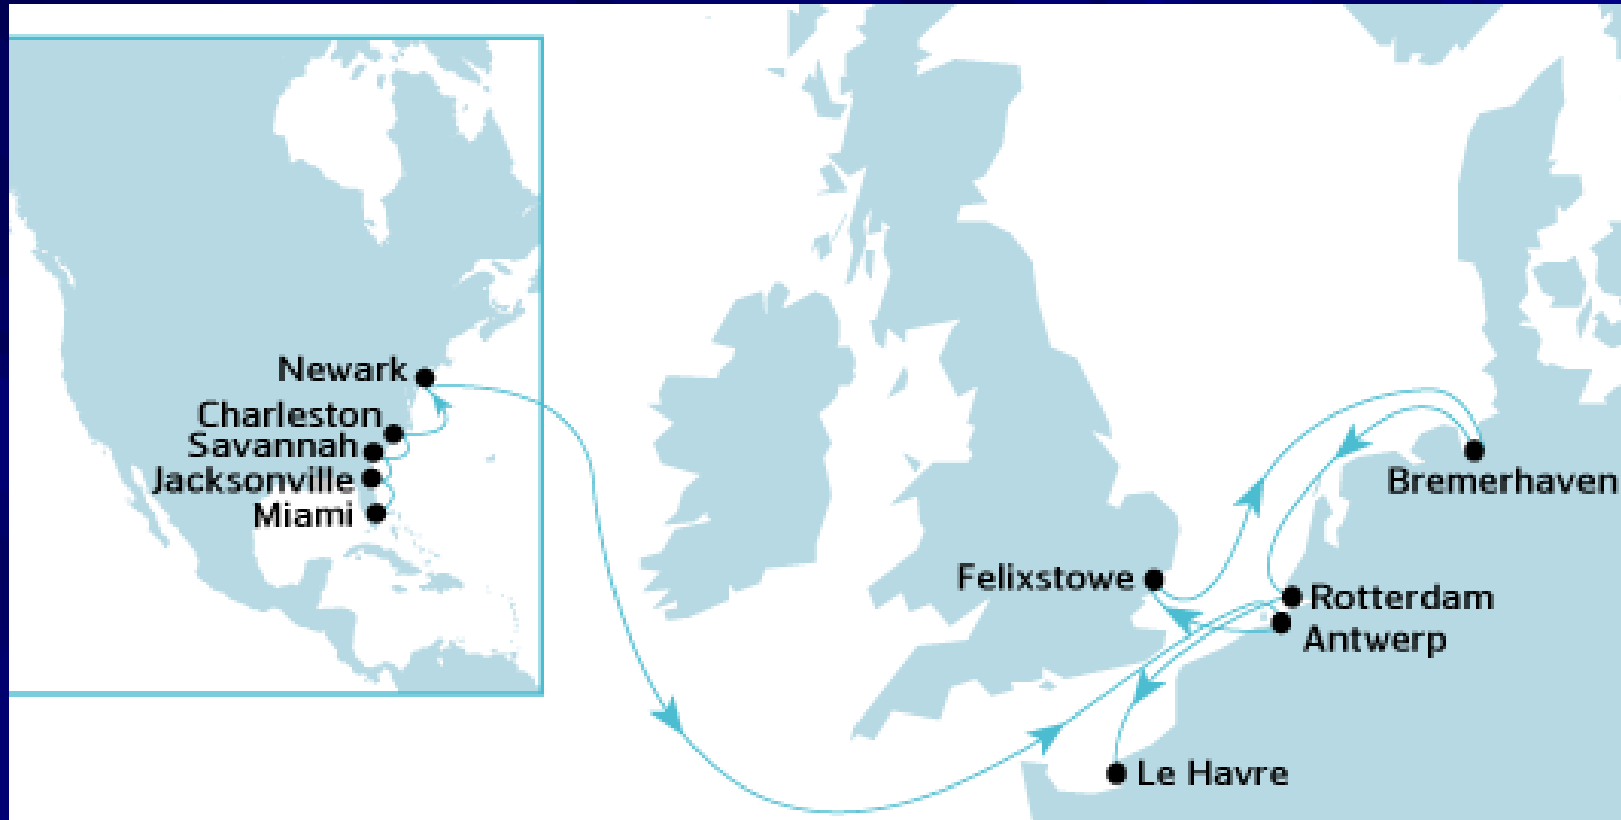 Newark
Charleston
Savannah
Jacksonville
Miami
Bremerhaven
Felixstowe
Rotterdam
Antwerp
Le Havre